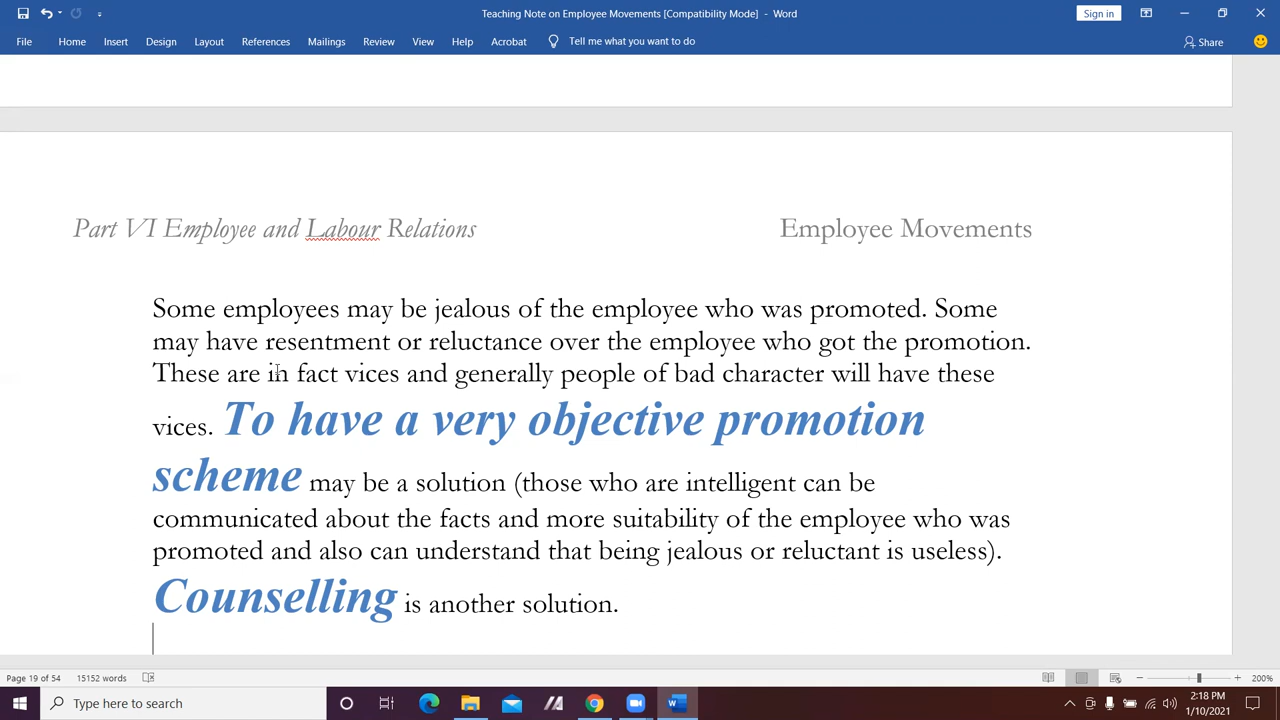 Teaching Note on Employee Movements [Compatibility Mode] - Word
Sign in
File Home Insert Design Layout References Mailings Review View Help Acrobat Tell me what you want to do Share
Part VI Employee and Labour Relations Employee Movements
Some employees may be jealous of the employee who was promoted. Some
may have resentment or reluctance over the employee who got the promotion.
These are in fact vices and generally people of bad character will have these
vices. To have a very objective promotion
scheme may be a solution (those who are intelligent can be
communicated about the facts and more suitability of the employee who was
promoted and also can understand that being jealous or reluctant is useless).
Counselling is another solution.
Page 19 of 54 15152 words 200%
Type here to search
2:18 PM
1/10/2021